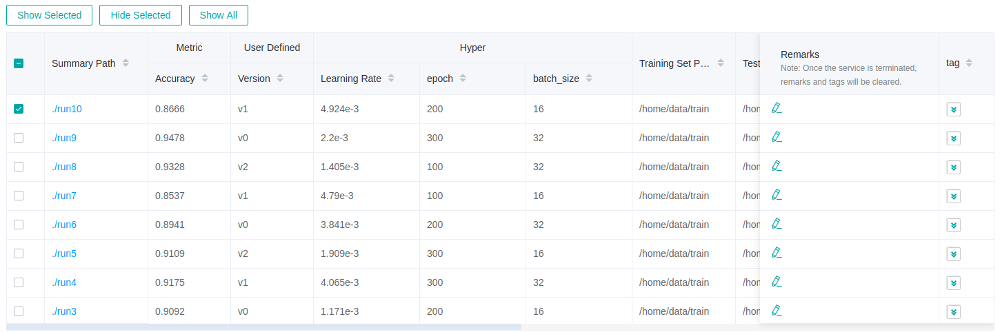 Show Selected Hide Selected Show All
Metric User Defined Hyper
Summary Path Training Set P... Test Remarks tag
Note: Once the service is terminated,
remarks and tags will be cleared.
Accuracy Version Learning Rate epoch batch_size
./run10 0.8666 v1 4.924e-3 200 16 /home/data/train /hom
./run9 0.9478 v0 2.2e-3 300 32 /home/data/train /hom
./run8 0.9328 v2 1.405e-3 100 32 /home/data/train /hom
./run7 0.8537 v1 4.79e-3 100 16 /home/data/train /hom
./run6 0.8941 v0 3.841e-3 200 32 /home/data/train /hom
./run5 0.9109 v2 1.909e-3 300 16 /home/data/train /hom
./run4 0.9175 v1 4.065e-3 300 32 /home/data/train /hom
./run3 0.9092 v0 1.171e-3 200 16 /home/data/train /hom